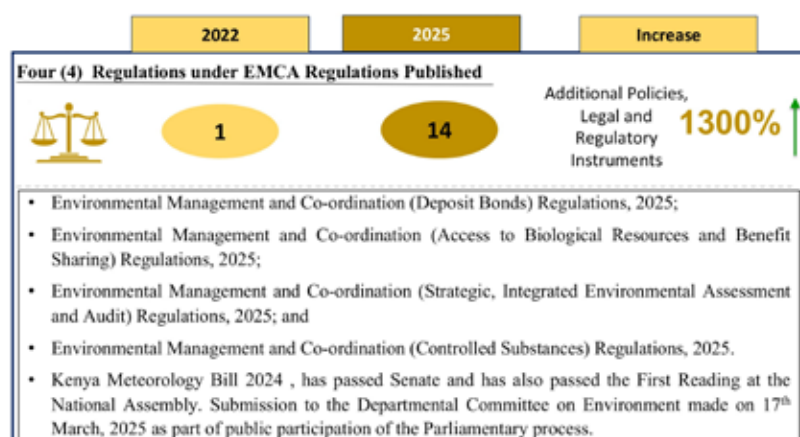 2022 2025 Increase
Four (4) Regulations under EMCA Regulations Published
1 14
Additional Policies,
Legal and
Regulatory
Instruments
1300%
• Environmental Management and Co-ordination (Deposit Bonds) Regulations, 2025;
• Environmental Management and Co-ordination (Access to Biological Resources and Benefit
Sharing) Regulations, 2025;
• Environmental Management and Co-ordination (Strategic, Integrated Environmental Assessment
and Audit) Regulations, 2025; and
• Environmental Management and Co-ordination (Controlled Substances) Regulations, 2025.
• Kenya Meteorology Bill 2024 , has passed Senate and has also passed the First Reading at the
National Assembly. Submission to the Departmental Committee on Environment made on 17th
March, 2025 as part of public participation of the Parliamentary process.